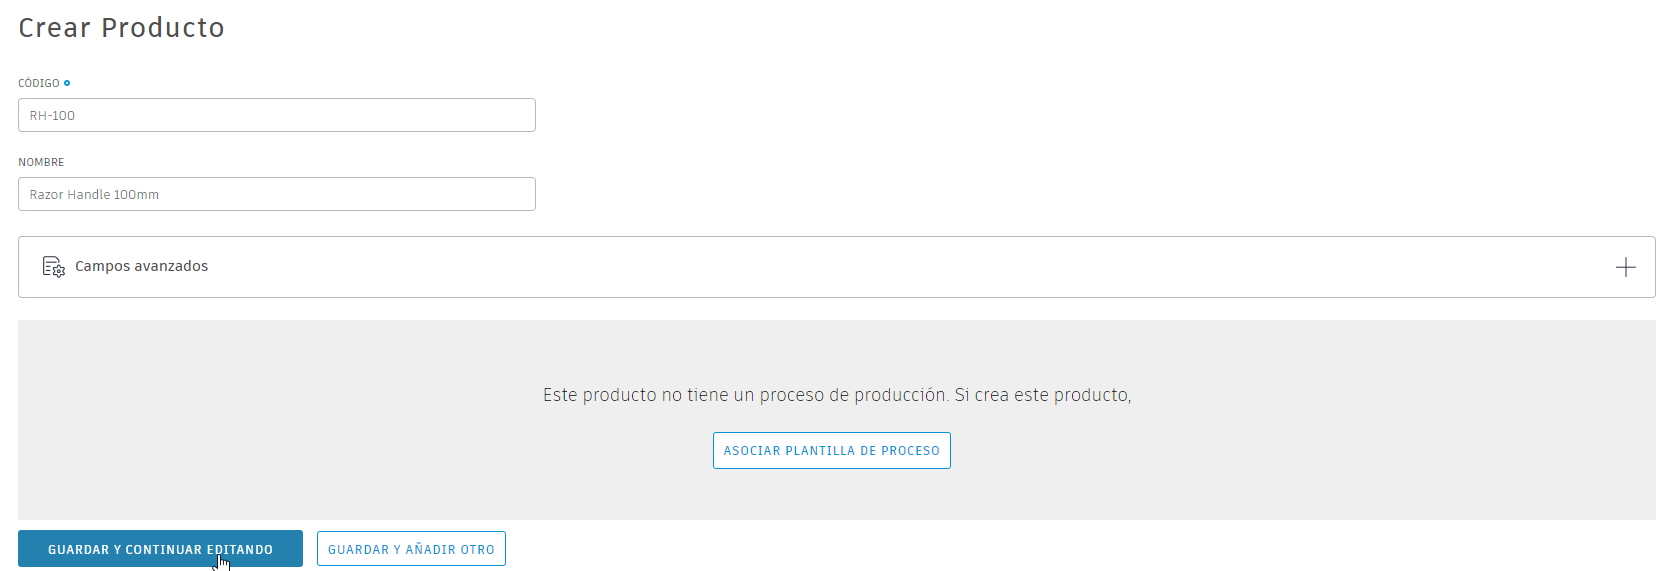 Crear Producto
CÓDIGO
RH-100
NOMBRE
Razor Handle 100mm
Campos avanzados
Este producto no tiene un proceso de producción. Si crea este producto,
ASOCIAR PLANTILLA DE PROCESO
GUARDAR Y CONTINUAR EDITANDO
GUARDAR Y AÑADIR OTRO